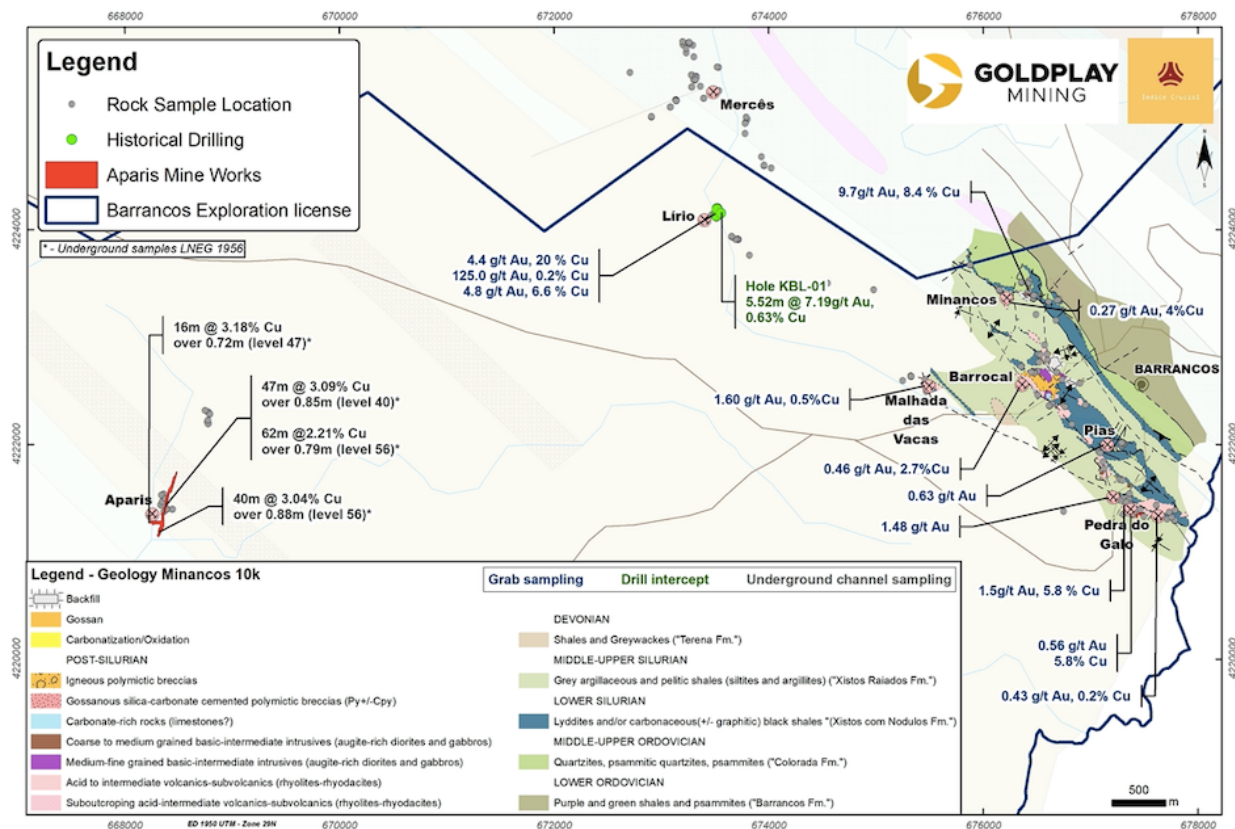 668000
670000
672000
674000
676000
678000
Legend
Rock Sample Location
Historical Drilling
Aparis Mine Works
Barrancos Exploration license
* - Underground samples LNEG 1956
GOLDPLAY
MINING
N
4224000
4224000
4222000
4222000
4220000
4220000
Mercês
Lírio
4.4 g/t Au, 20 % Cu
125.0 g/t Au, 0.2% Cu
4.8 g/t Au, 6.6 % Cu
Hole KBL-01
5.52m @ 7.19g/t Au,
0.63% Cu
9.7g/t Au, 8.4 % Cu
Minancos
0.27 g/t Au, 4%Cu
16m @ 3.18% Cu
over 0.72m (level 47)*
47m @ 3.09% Cu
over 0.85m (level 40)*
62m @2.21% Cu
over 0.79m (level 56)*
40m @ 3.04% Cu
over 0.88m (level 56)*
Aparis
Barrocal
BARRANCOS
1.60 g/t Au, 0.5%Cu
Malhada
das
Vacas
Pias
0.46 g/t Au, 2.7%Cu
0.63 g/t Au
1.48 g/t Au
Pedra do
Galo
1.5g/t Au, 5.8 % Cu
0.56 g/t Au
5.8% Cu
0.43 g/t Au, 0.2% Cu
Legend - Geology Minancos 10k
Grab sampling
Drill intercept
Underground channel sampling
Backfill
Gossan
Carbonatization/Oxidation
POST-SILURIAN
Igneous polymictic breccias
Gossanous silica-carbonate cemented polymictic breccias (Py+/-Cpy)
Carbonate-rich rocks (limestones?)
Coarse to medium grained basic-intermediate intrusives (augite-rich diorites and gabbros)
Medium-fine grained basic-intermediate intrusives (augite-rich diorites and gabbros)
Acid to intermediate volcanics-subvolcanics (rhyolites-rhyodacites)
Suboutcroping acid-intermediate volcanics-subvolcanics (rhyolites-rhyodacites)
DEVONIAN
Shales and Greywackes ("Terena Fm.")
MIDDLE-UPPER SILURIAN
Grey argillaceous and pelitic shales (siltites and argillites) ("Xistos Raiados Fm.")
LOWER SILURIAN
Lyddites and/or carbonaceous(+/- graphitic) black shales "(Xistos com Nodulos Fm.")
MIDDLE-UPPER ORDOVICIAN
Quartzites, psammitic quartzites, psammites ("Colorada Fm.")
LOWER ORDOVICIAN
Purple and green shales and psammites ("Barrancos Fm.")
500
m
668000
ED 1950 UTM - Zone 29N
670000
672000
674000
676000
678000